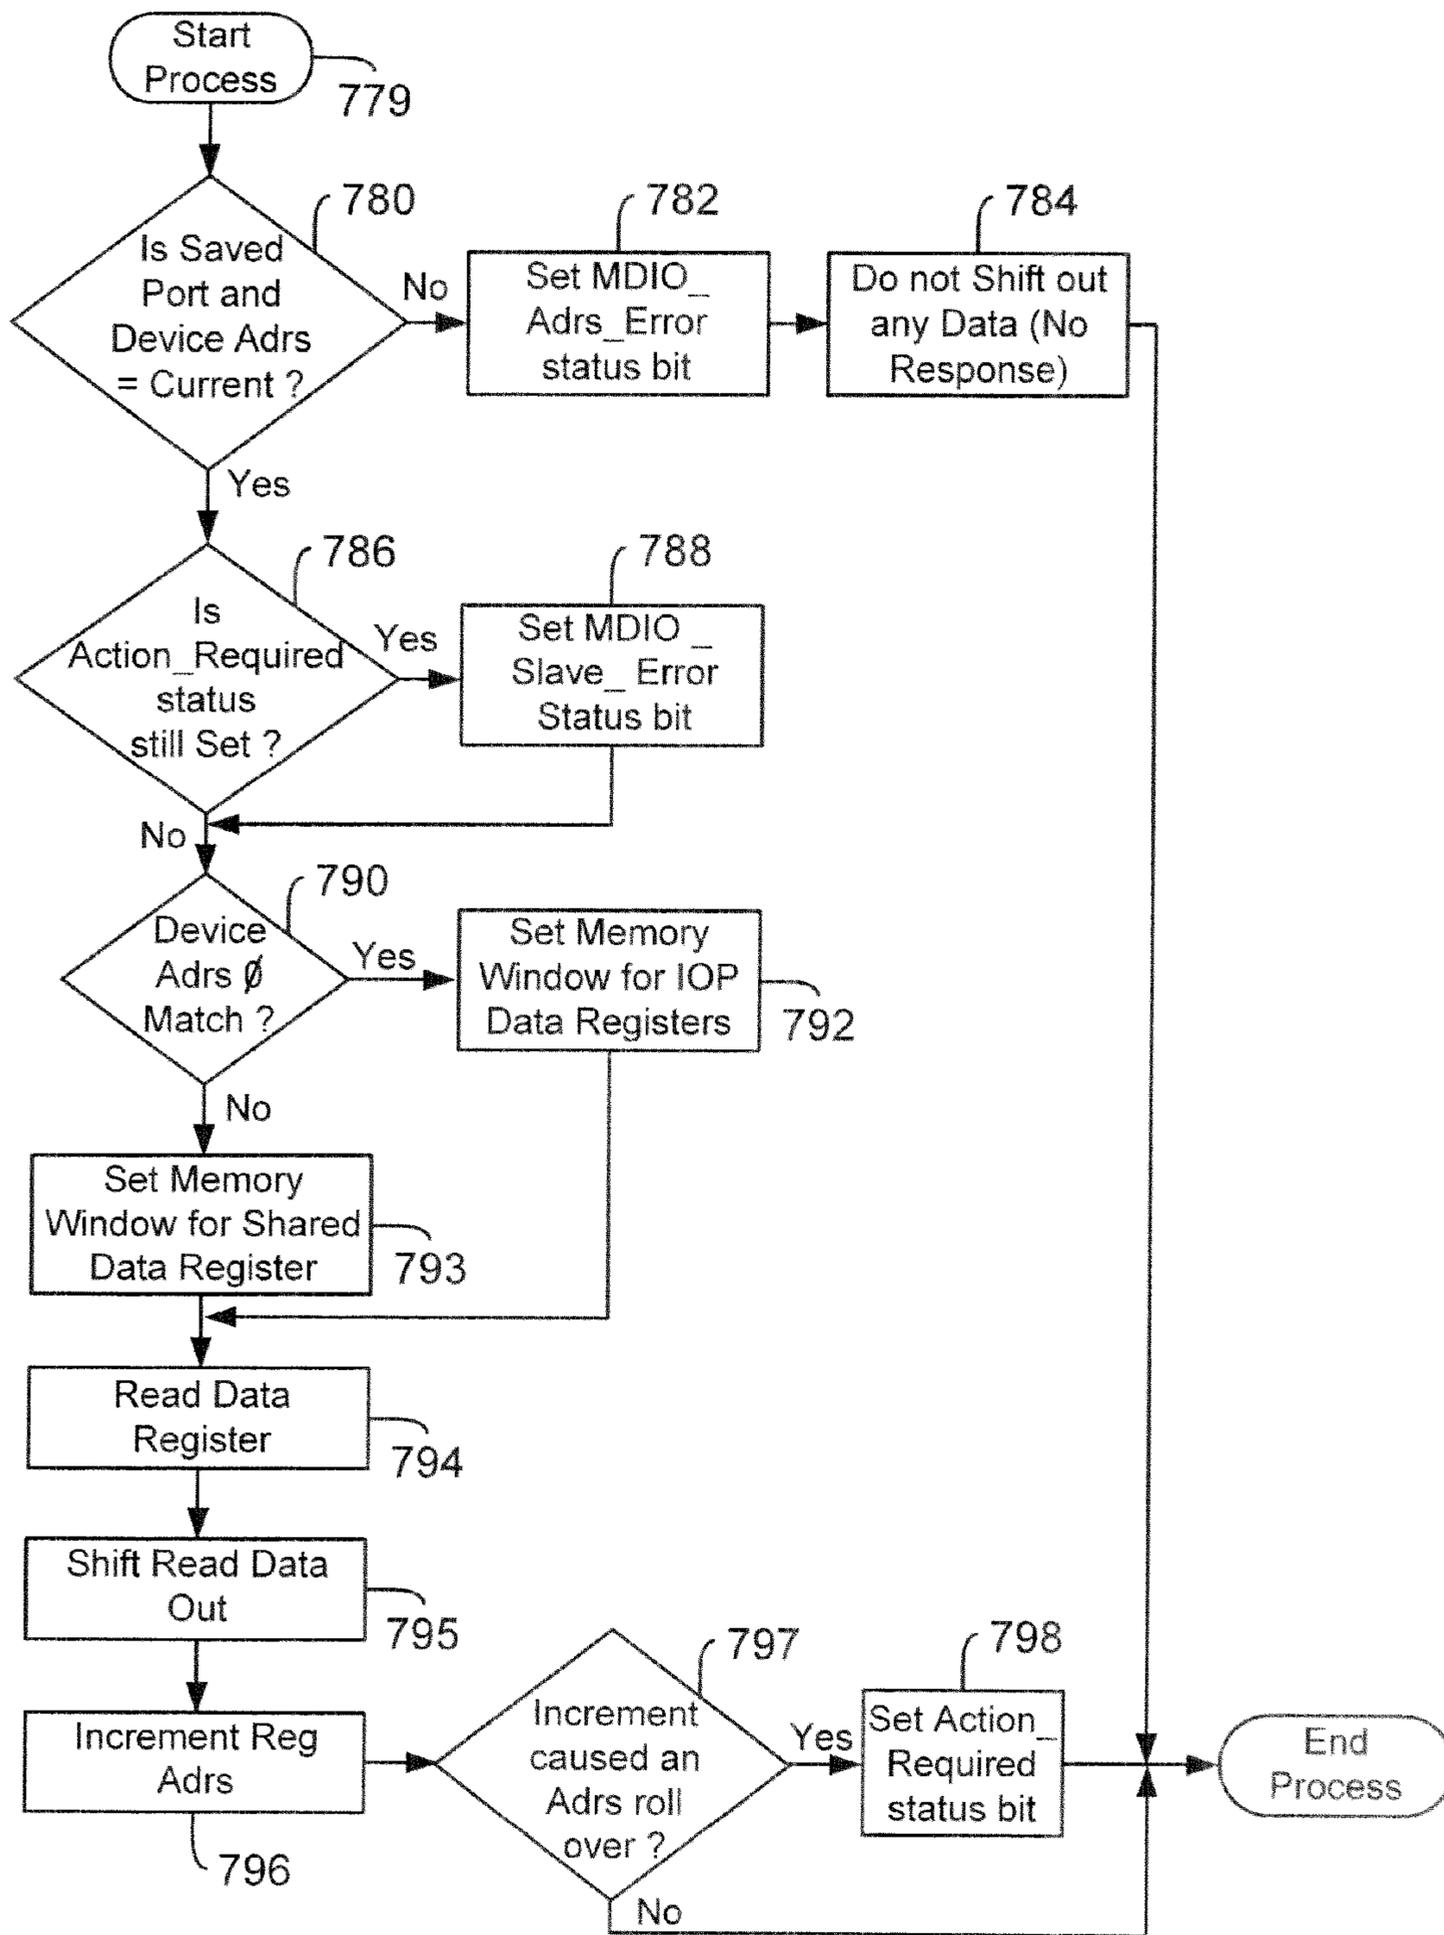 Start
Process
779
780
Is Saved
Port and
Device Adrs
= Current ?
No
782
Set MDIO_
Adrs_Error
status bit
784
Do not Shift out
any Data (No
Response)
Yes
786
Is
Action_Required
status
still Set ?
Yes
788
Set MDIO _
Slave_ Error
Status bit
No
790
Device
Adrs Ø
Match ?
Yes
Set Memory
Window for IOP
Data Registers
792
No
Set Memory
Window for Shared
Data Register
793
Read Data
Register
794
Shift Read Data
Out
795
Increment Reg
Adrs
796
797
Increment
caused an
Adrs roll
over ?
Yes
798
Set Action_
Required
status bit
No
End
Process